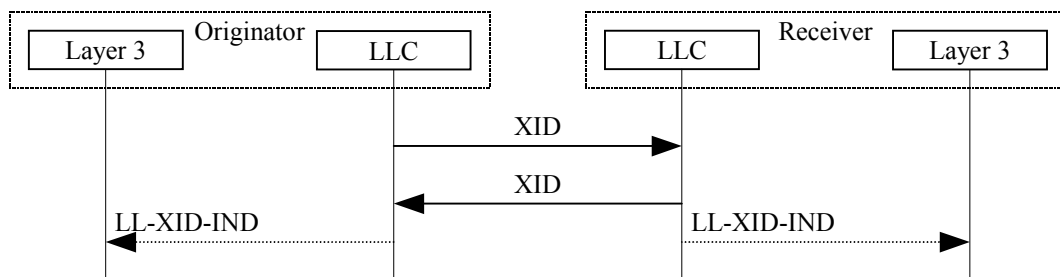 Originator
Receiver
Layer 3
LLC
LLC
Layer 3
XID
XID
LL-XID-IND
LL-XID-IND